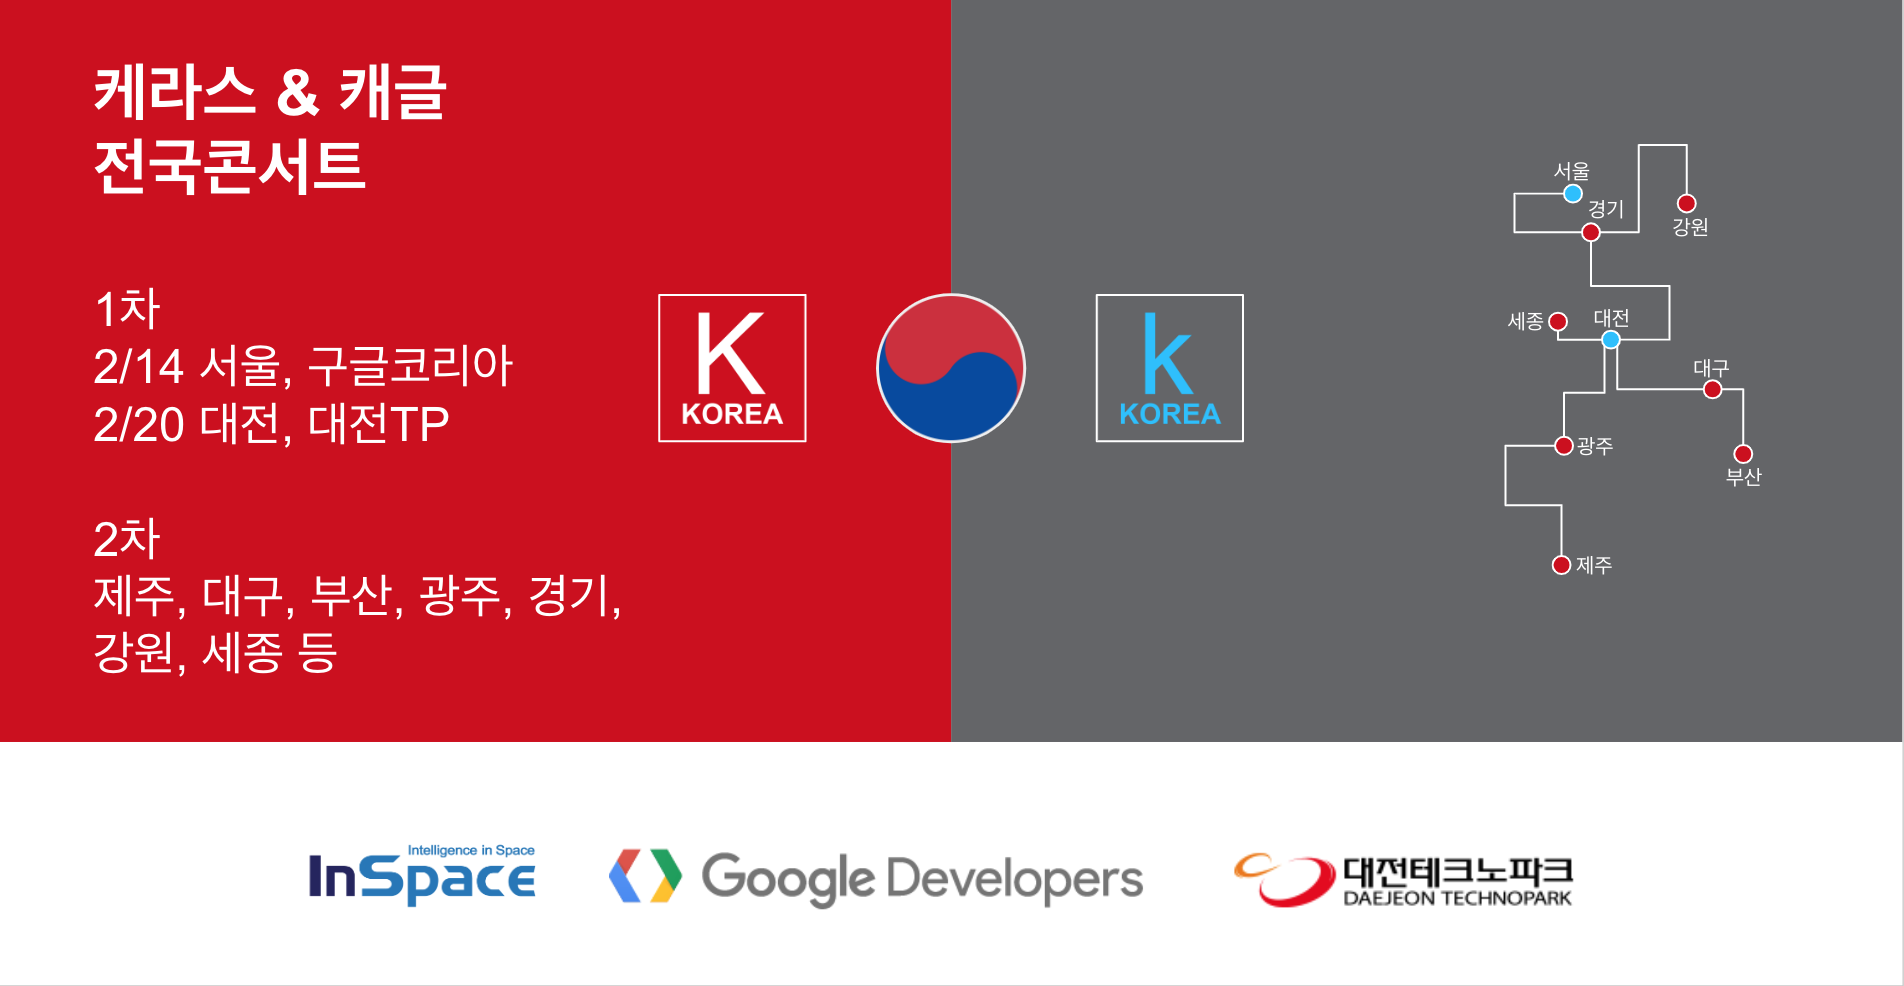 케라스 & 캐글
전국콘서트
1차
2/14 서울, 구글코리아
2/20 대전, 대전TP
2차
제주, 대구, 부산, 광주, 경기,
강원, 세종 등
K
KOREA
k
KOREA
서울
경기
강원
세종
대전
대구
광주
부산
제주
Intelligence in Space
InSpace
Google Developers
대전테크노파크
DAEJEON TECHNOPARK